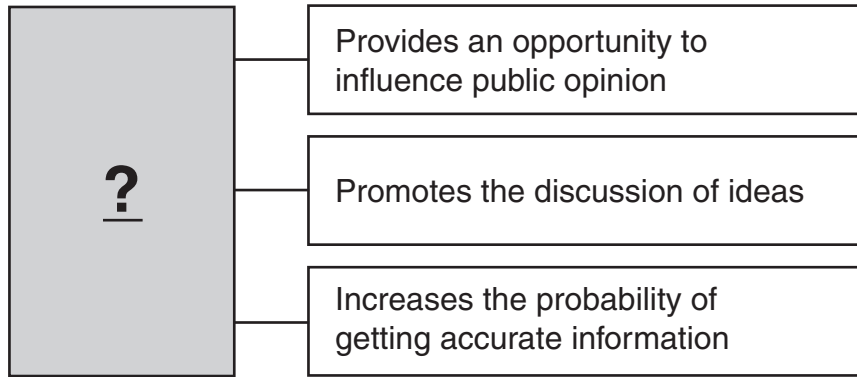 ?
Provides an opportunity to
influence public opinion
Promotes the discussion of ideas
Increases the probability of
getting accurate information